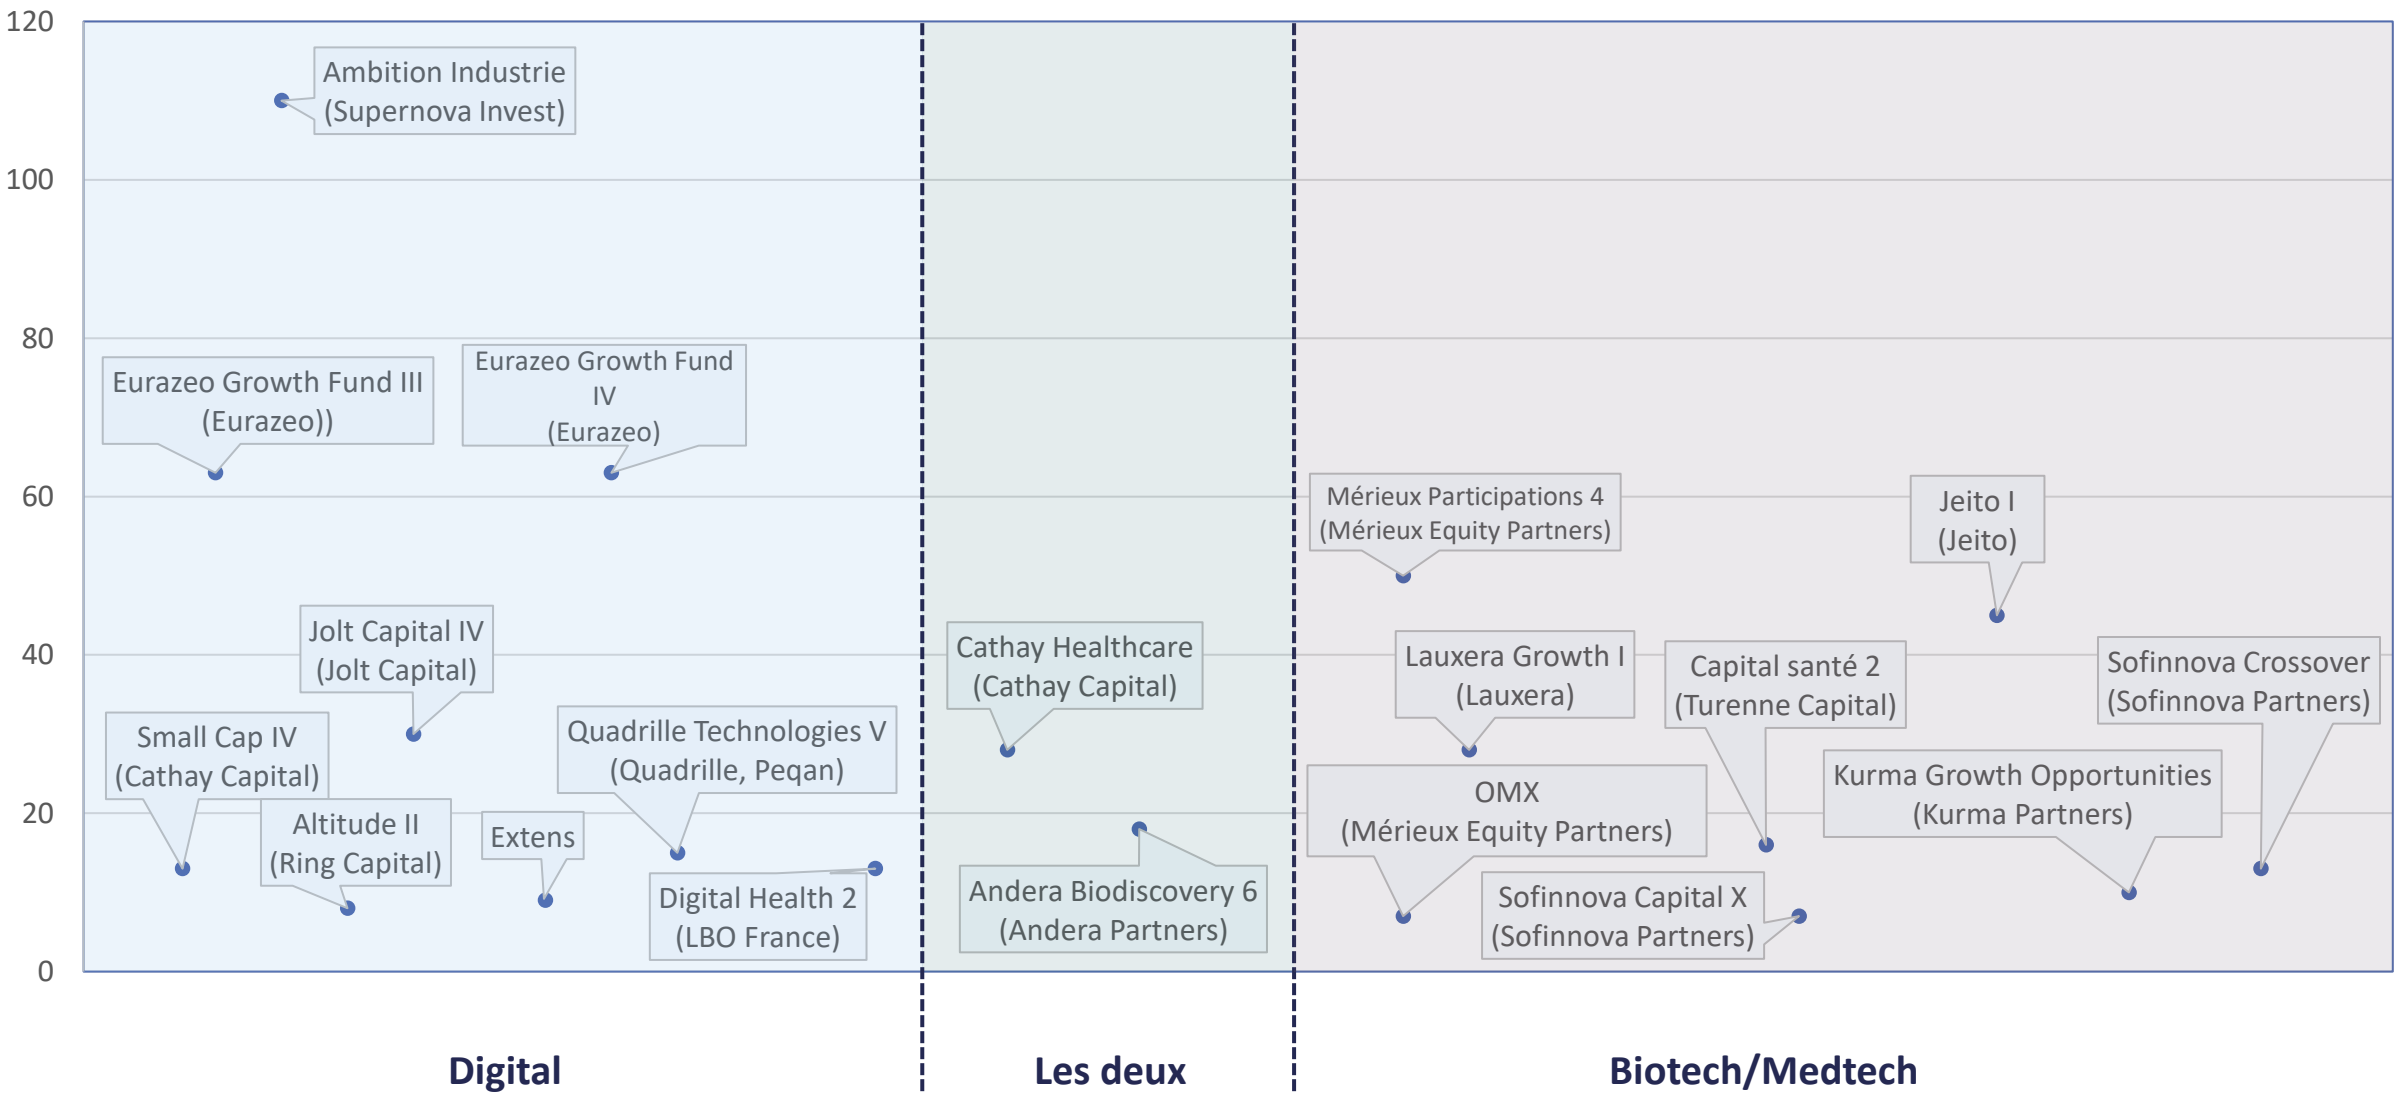 120
100
80
60
40
20
0
Ambition Industrie
(Supernova Invest)
Eurazeo Growth Fund III
(Eurazeo))
Eurazeo Growth Fund
IV
(Eurazeo)
Jolt Capital IV
(Jolt Capital)
Small Cap IV
(Cathay Capital)
Altitude II
(Ring Capital)
Extens
Quadrille Technologies V
(Quadrille, Peqan)
Digital Health 2
(LBO France)
Cathay Healthcare
(Cathay Capital)
Andera Biodiscovery 6
(Andera Partners)
Mérieux Participations 4
(Mérieux Equity Partners)
Lauxera Growth I
(Lauxera)
OMX
(Mérieux Equity Partners)
Capital santé 2
(Turenne Capital)
Sofinnova Capital X
(Sofinnova Partners)
Jeito I
(Jeito)
Kurma Growth Opportunities
(Kurma Partners)
Sofinnova Crossover
(Sofinnova Partners)
Digital
Les deux
Biotech/Medtech